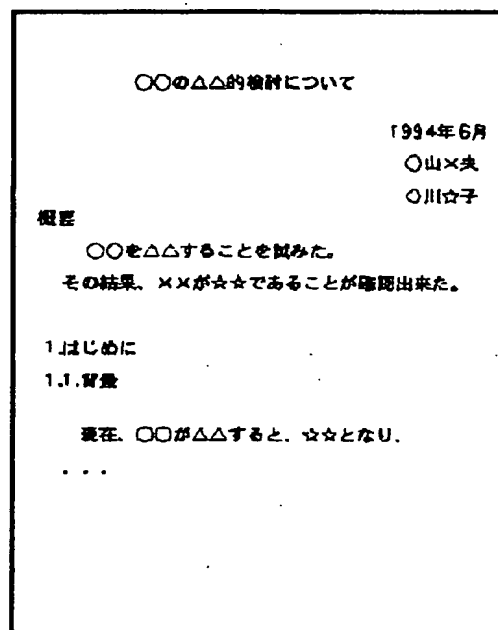 ○○の△△的検討について
1994年6月
○山×夫
○川☆子
概要
○○を△△することを試みた。
その結果、××が☆☆であることが確認出来た。
1.はじめに
1.1.背景
現在、○○が△△すると、☆☆となり、
・・・